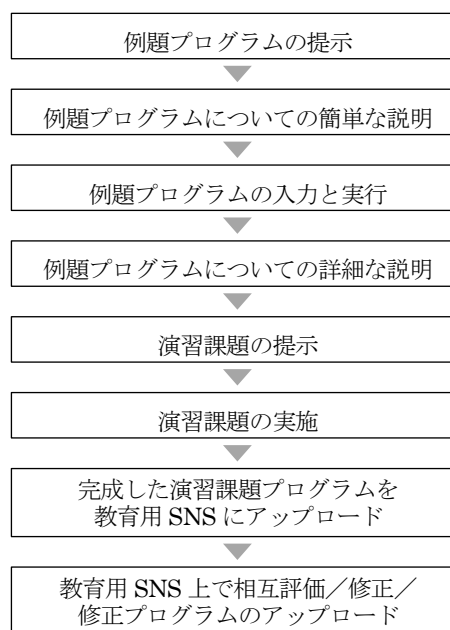 例題プログラムの提示
例題プログラムについての簡単な説明
例題プログラムの入力と実行
例題プログラムについての詳細な説明
演習課題の提示
演習課題の実施
完成した演習課題プログラムを
教育用 SNS にアップロード
教育用 SNS 上で相互評価／修正／
修正プログラムのアップロード